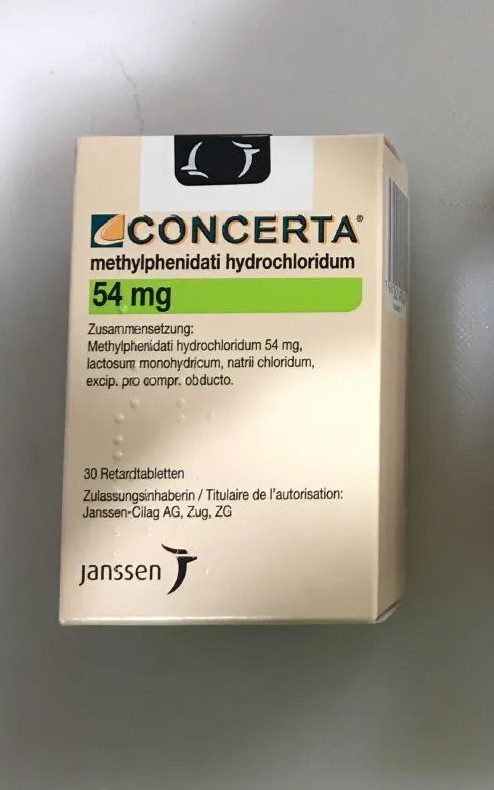 CONCERTA®
methylphenidati hydrochloridum
54 mg
Zusammensetzung:
Methylphenidati hydrochloridum 54 mg,
lactosum monohydricum, natrii chloridum,
excip. pro compr. obducto.
30 Retardtabletten
Zulassungsinhaberin / Titulaire de l'autorisation:
Janssen-Cilag AG, Zug, ZG
janssen